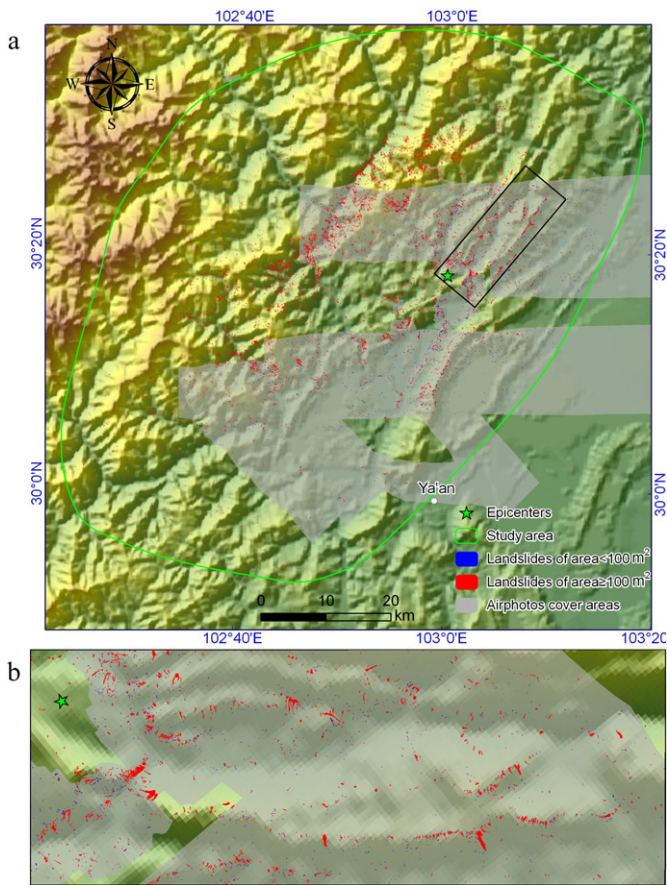 102°40'E 103°0'E
a
N
W E
S
30°20'N 30°20'N
30°0'N 30°0'N
Ya'an
Epicenters
Study area
Landslides of area<100 m²
Landslides of area≥100 m²
Airphotos cover areas
0 10 20
km
102°40'E 103°0'E 103°20'E
b